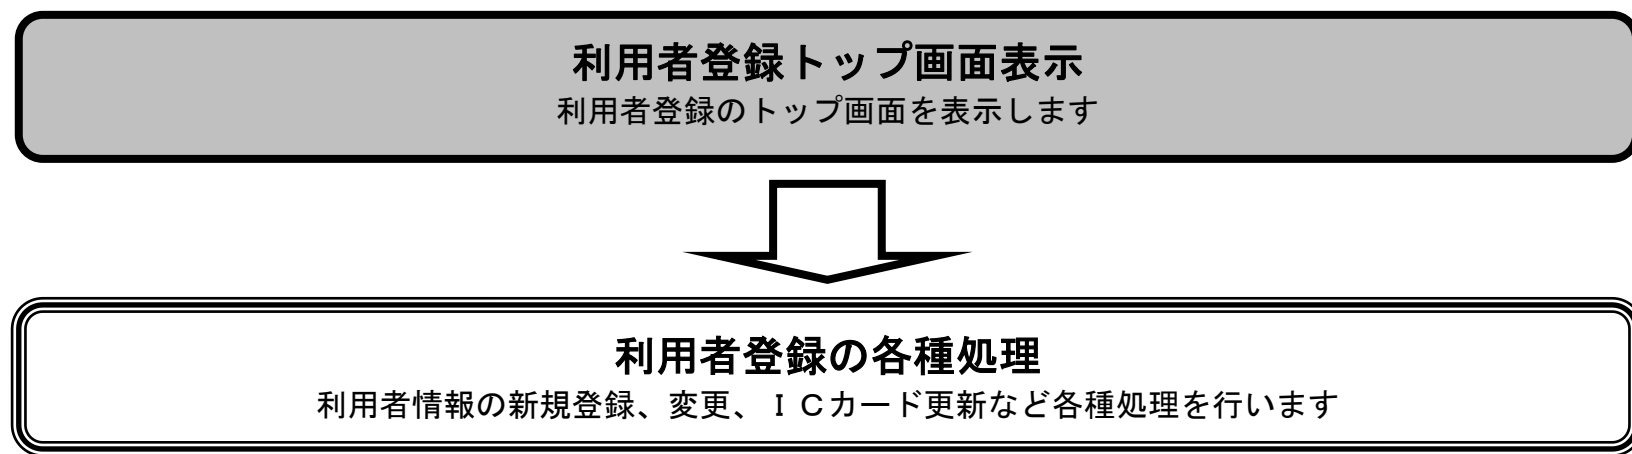 利用者登録トップ画面表示
利用者登録のトップ画面を表示します
利用者登録の各種処理
利用者情報の新規登録、変更、ＩＣカード更新など各種処理を行います